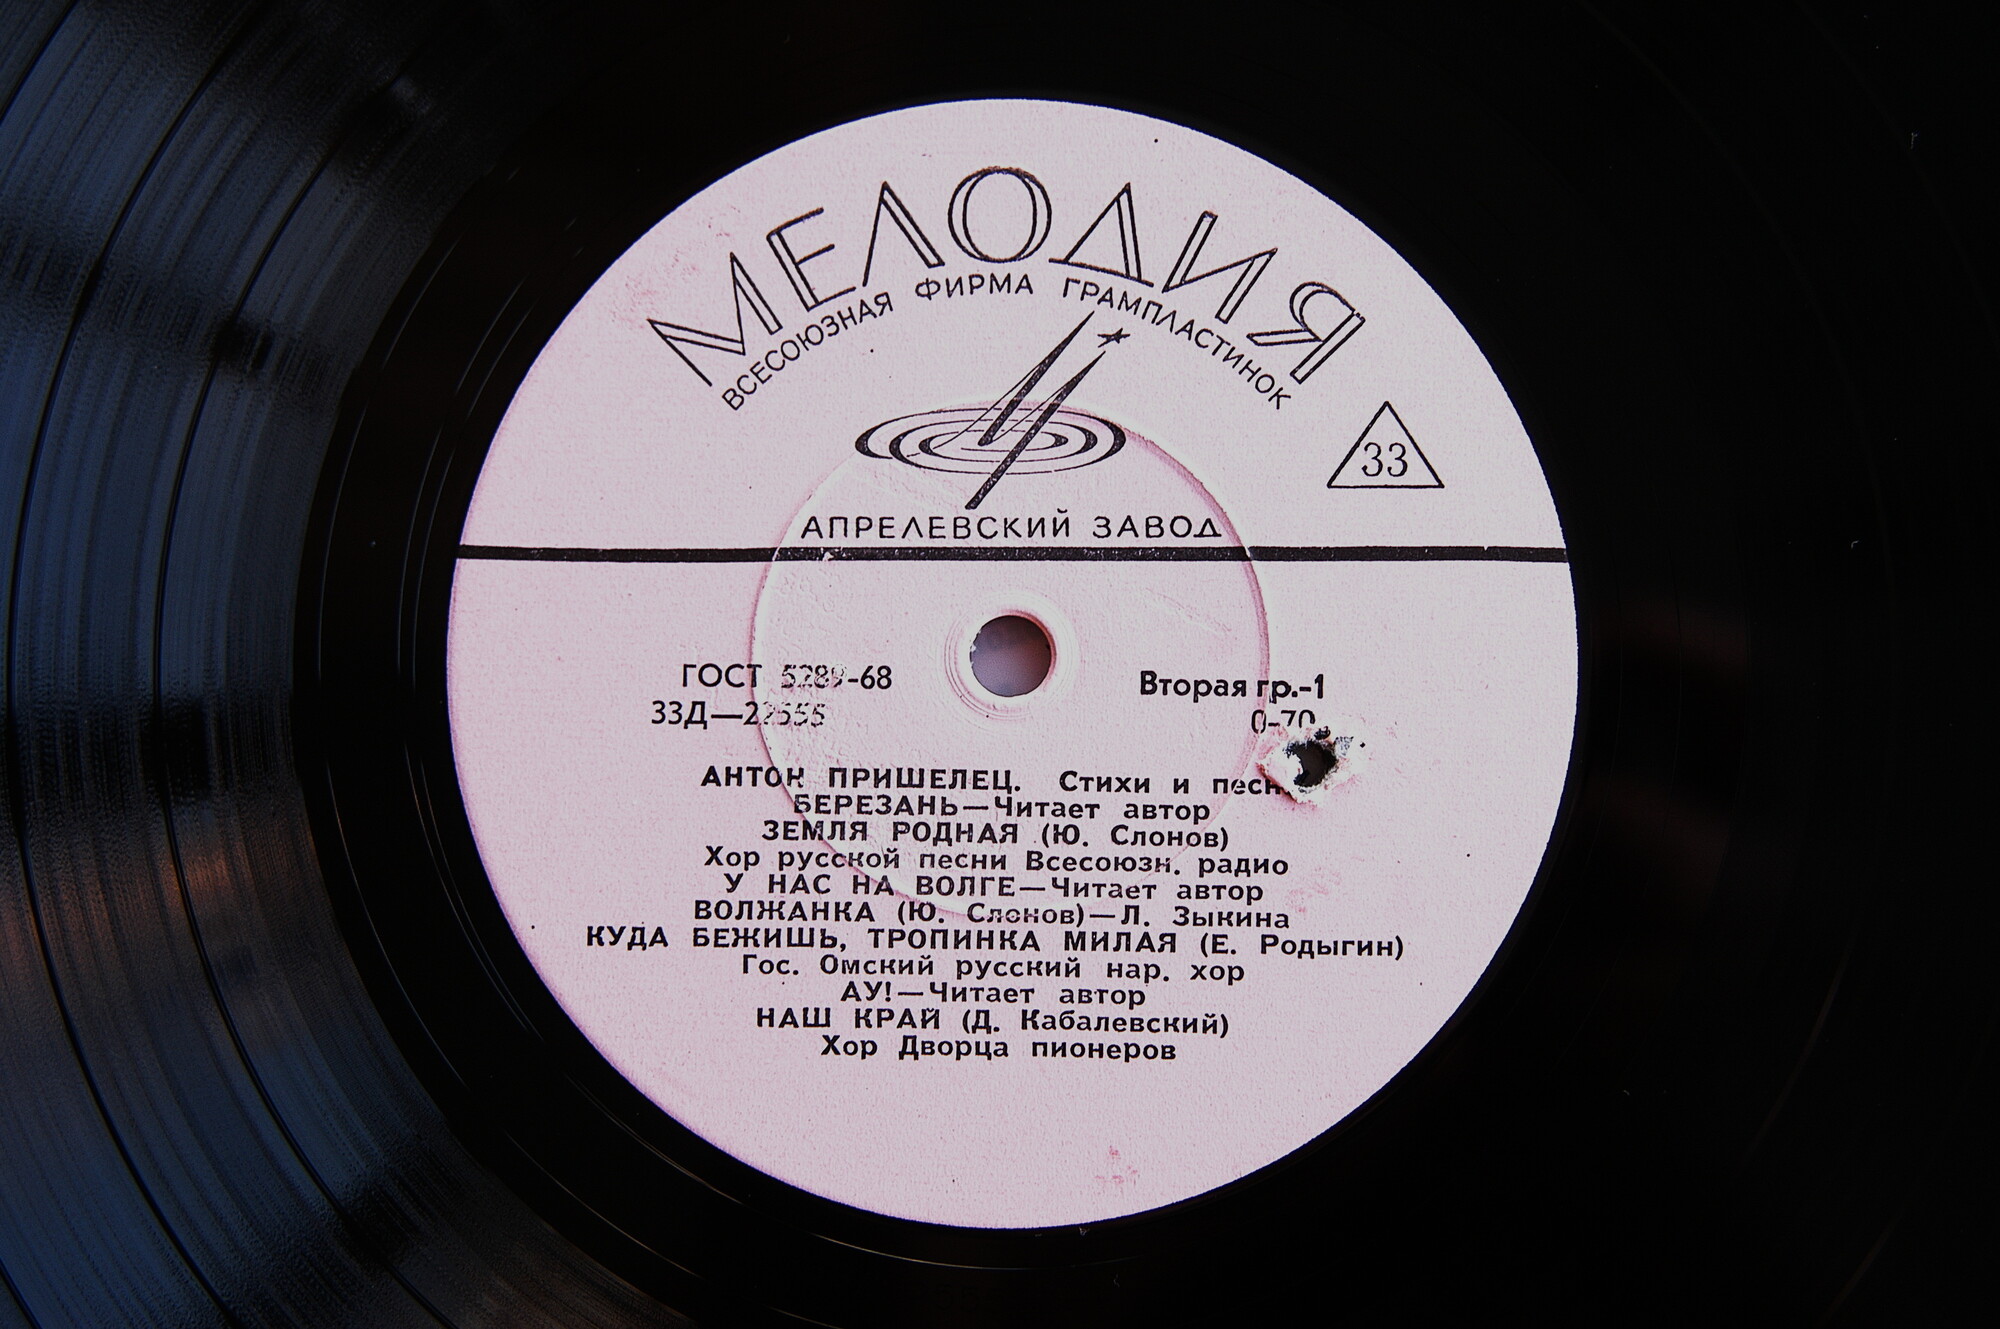 МЕЛОДИЯ
ВСЕСОЮЗНАЯ ФИРМА ГРАМПЛАСТИНОК
33
АПРЕЛЕВСКИЙ ЗАВОД
ГОСТ 5289-68
Вторая гр.-1
33Д—22555
0-70
АНТОН ПРИШЕЛЕЦ. Стихи и
БЕРЕЗАНЬ—Читает автор
ЗЕМЛЯ РОДНАЯ (Ю. Слонов)
Хор русской песни Всесоюзн. радио
У НАС НА ВОЛГЕ—Читает автор
ВОЛЖАНКА (Ю. Слонов)—Л. Зыкина
КУДА БЕЖИШЬ, ТРОПИНКА МИЛАЯ (Е. Родыгин)
Гос. Омский русский нар. хор
АУ!—Читает автор
НАШ КРАЙ (Д. Кабалевский)
Хор Дворца пионеров